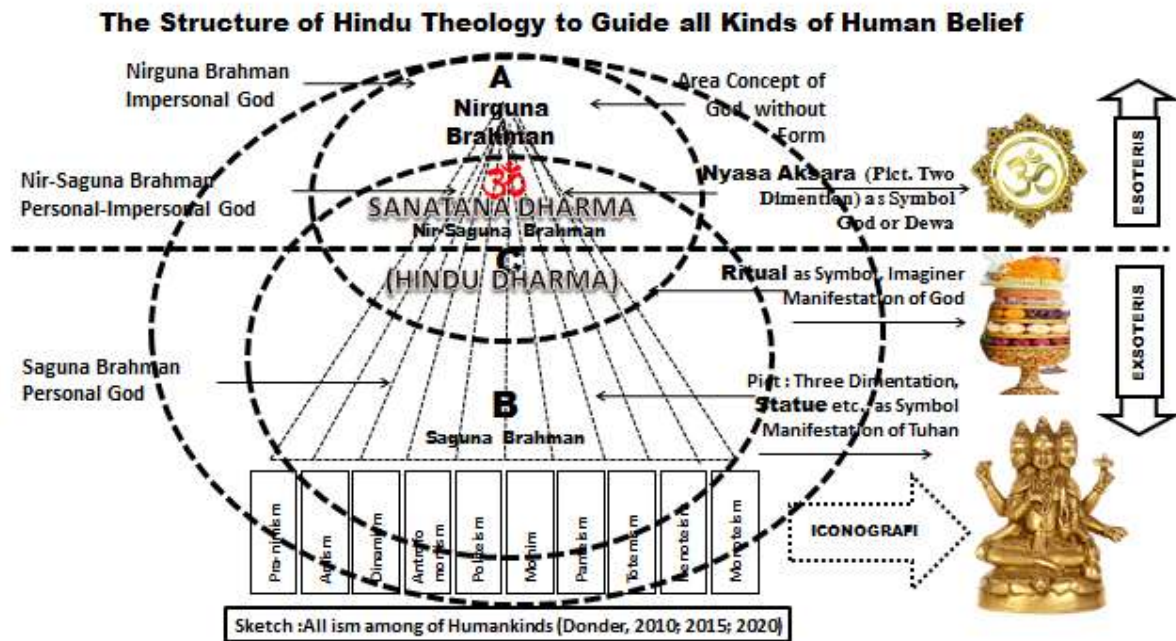 The Structure of Hindu Theology to Guide all Kinds of Human Belief
Nirguna Brahman
Impersonal God
A
Nirguna
Brahman
Area Concept of
God without
Form
ESOTERIS
Nir-Saguna Brahman
Personal-Impersonal God
ॐ
SANATANA DHARMA
Nir-Saguna Brahman
Nyasa Aksara (Pict. Two
Dimention) as Symbol
God or Dewa
ॐ
C
(HINDU DHARMA)
Ritual as Symbol, Imaginer
Manifestation of God
EXSOTERIS
Saguna Brahman
Personal God
B
Saguna Brahman
Pict : Three Dimentation,
Statue etc., as Symbol
Manifestation of Tuhan
Dinamism
Antropo
morfism
Politeism
Panteism
Totemism
Monoteism
ICONOGRAFI
Sketch :All ism among of Humankinds (Donder, 2010; 2015; 2020)